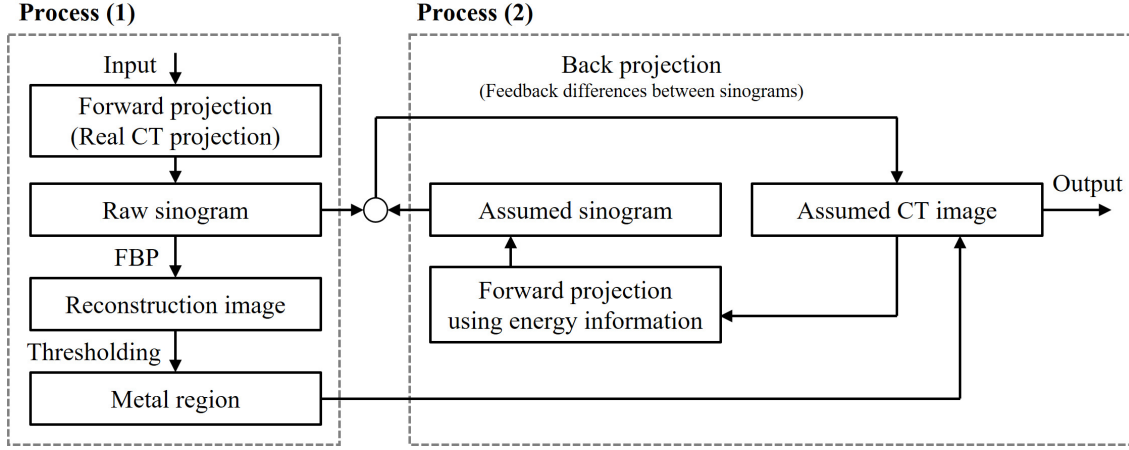 Process (1)
Input
Forward projection
(Real CT projection)
Raw sinogram
FBP
Reconstruction image
Thresholding
Metal region
Process (2)
Back projection
(Feedback differences between sinograms)
Assumed sinogram
Assumed CT image
Output
Forward projection
using energy information